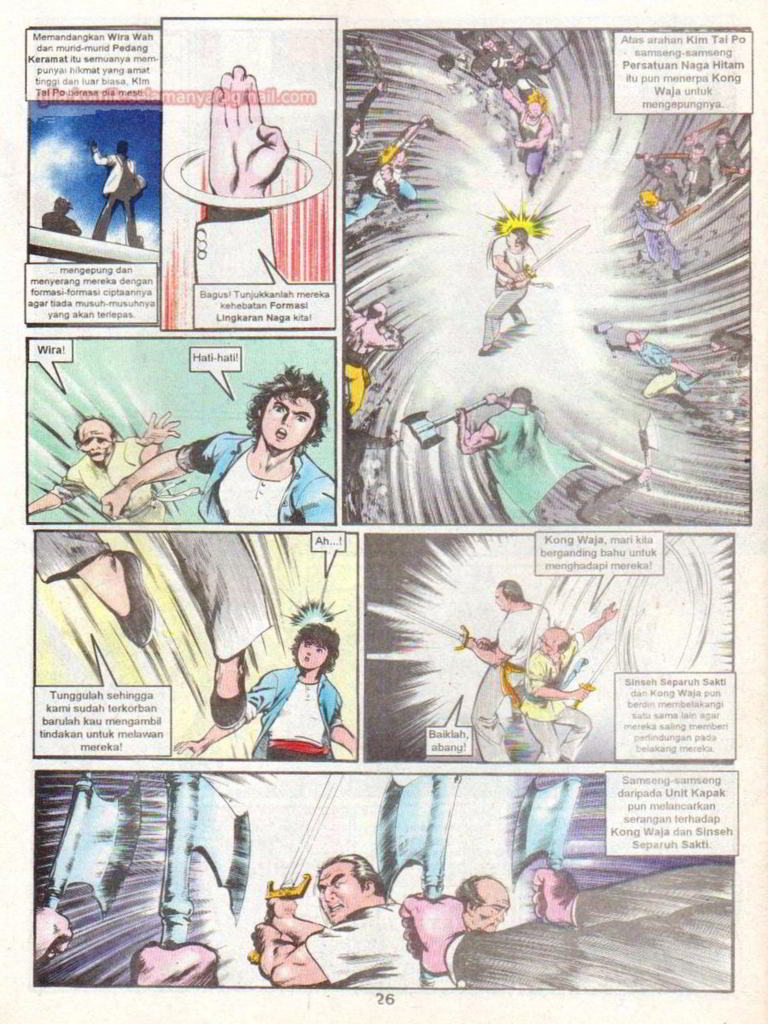 Memandangkan Wira Wah
dan murid-murid Pedang
Keramat itu semuanya mem-
punyai hikmat yang amat
tinggi dan luar biasa, Kim
Tai Po berasa dia mesti
... mengepung dan
menyerang mereka dengan
formasi-formasi ciptaannya
agar tiada musuh-musuhnya
yang akan terlepas.
Bagus! Tunjukkanlah mereka
kehebatan Formasi
Lingkaran Naga kita!
Atas arahan Kim Tai Po
samseng-samseng
Persatuan Naga Hitam
itu pun menerpa Kong
Waja untuk
mengepungnya.
Wira!
Hati-hati!
Ah...!
Tunggulah sehingga
kami sudah terkorban
barulah kau mengambil
tindakan untuk melawan
mereka!
Kong Waja, mari kita
berganding bahu untuk
menghadapi mereka!
Baiklah,
abang!
Sinseh Separuh Sakti
dan Kong Waja pun
berdiri membelakangi
satu sama lain agar
mereka saling memberi
perlindungan pada
belakang mereka.
Samseng-samseng
daripada Unit Kapak
pun melancarkan
serangan terhadap
Kong Waja dan Sinseh
Separuh Sakti.
26